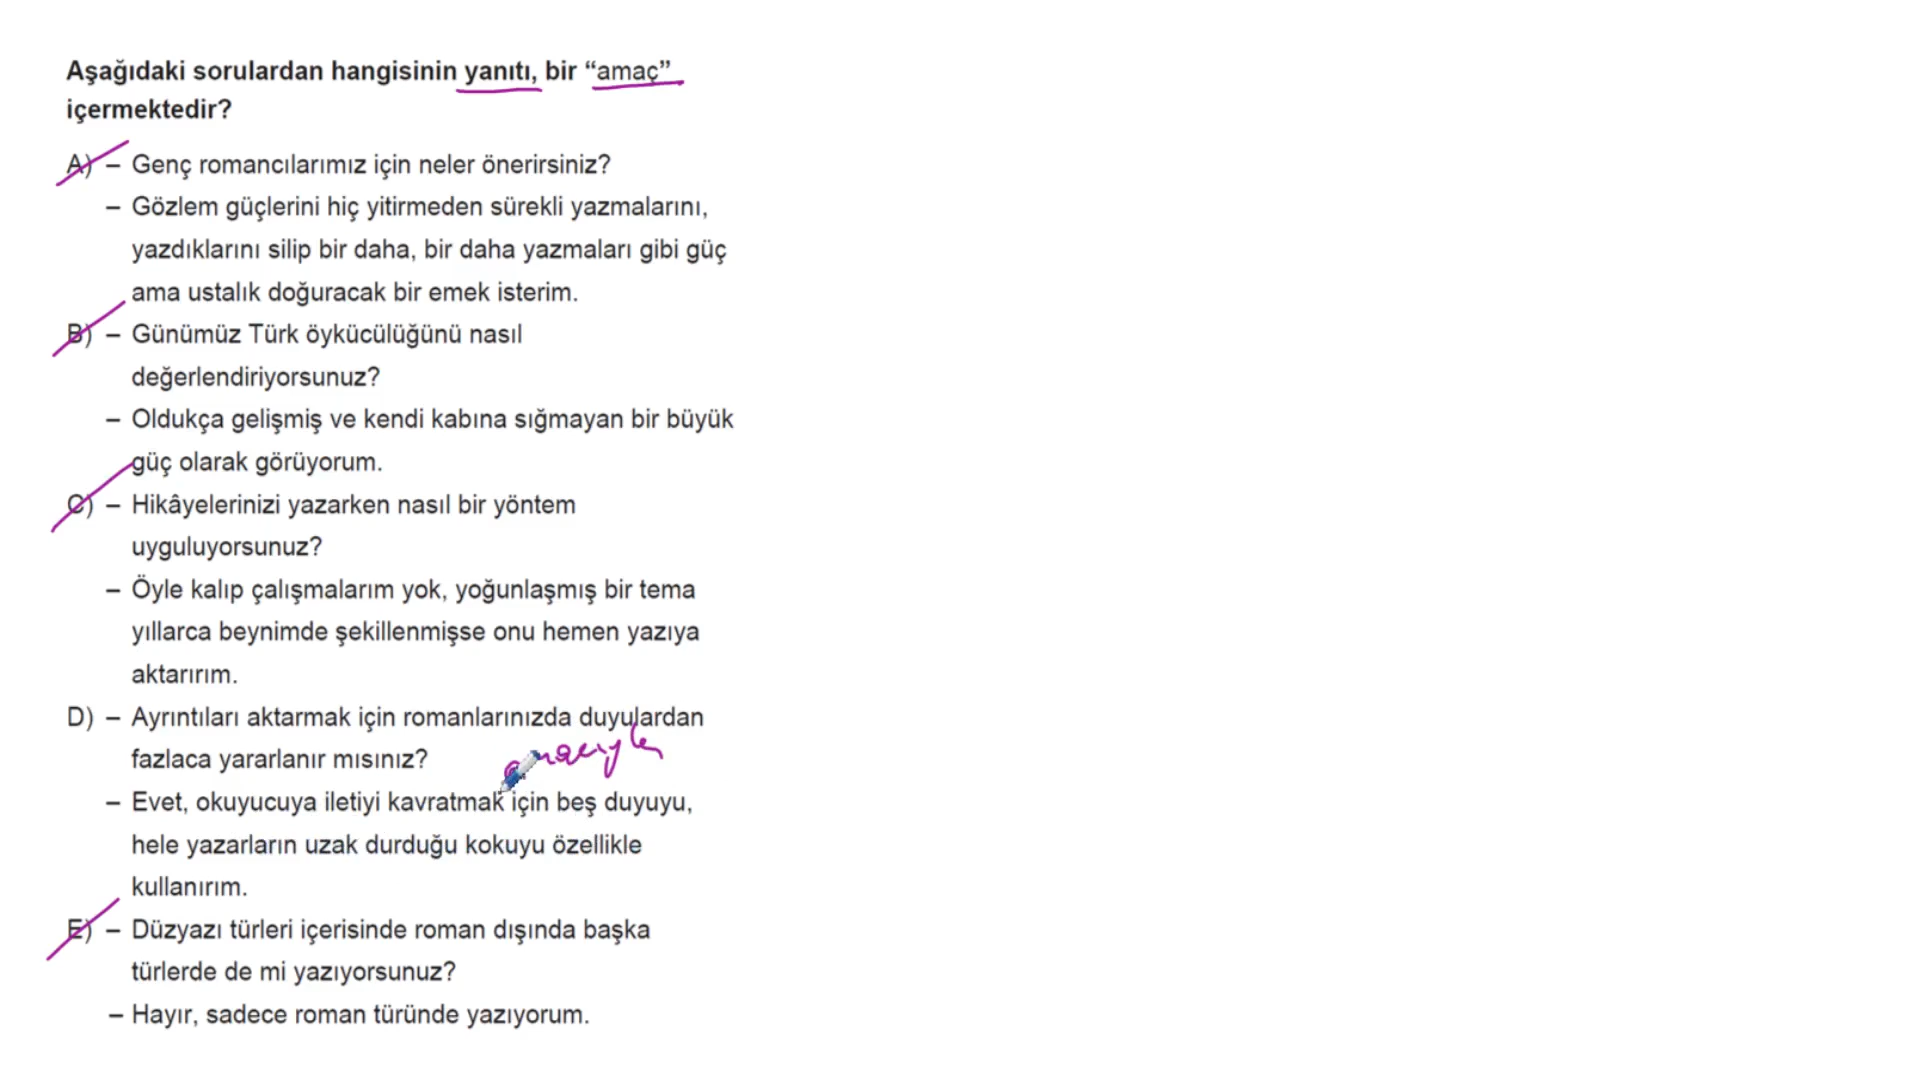 Aşağıdaki sorulardan hangisinin yanıtı, bir “amaç”
içermektedir?
A) – Genç romancılarımız için neler önerirsiniz?
– Gözlem güçlerini hiç yitirmeden sürekli yazmalarını,
yazdıklarını silip bir daha, bir daha yazmaları gibi güç
ama ustalık doğuracak bir emek isterim.
B) – Günümüz Türk öykücülüğünü nasıl
değerlendiriyorsunuz?
– Oldukça gelişmiş ve kendi kabına sığmayan bir büyük
güç olarak görüyorum.
C) – Hikâyelerinizi yazarken nasıl bir yöntem
uyguluyorsunuz?
– Öyle kalıp çalışmalarım yok, yoğunlaşmış bir tema
yıllarca beynimde şekillenmişse onu hemen yazıya
aktarırım.
D) – Ayrıntıları aktarmak için romanlarınızda duyulardan
fazlaca yararlanır mısınız?
amacıyla
– Evet, okuyucuya iletiyi kavratmak için beş duyuyu,
hele yazarların uzak durduğu kokuyu özellikle
kullanırım.
E) – Düzyazı türleri içerisinde roman dışında başka
türlerde de mi yazıyorsunuz?
– Hayır, sadece roman türünde yazıyorum.